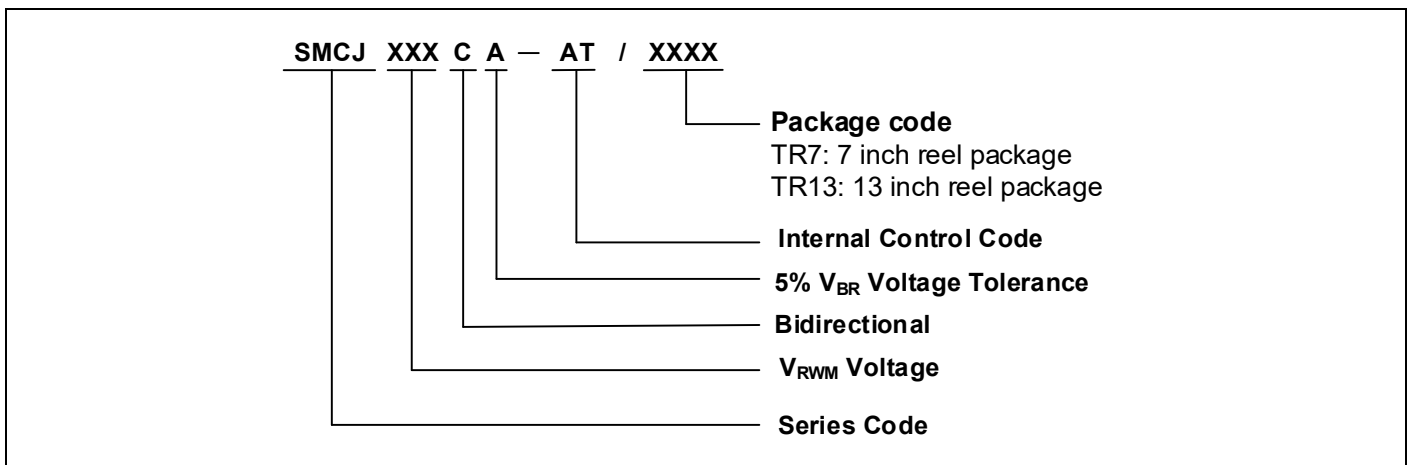 SMCJ XXX C A — AT / XXXX
Package code
TR7: 7 inch reel package
TR13: 13 inch reel package
Internal Control Code
5% VBR Voltage Tolerance
Bidirectional
VRWM Voltage
Series Code